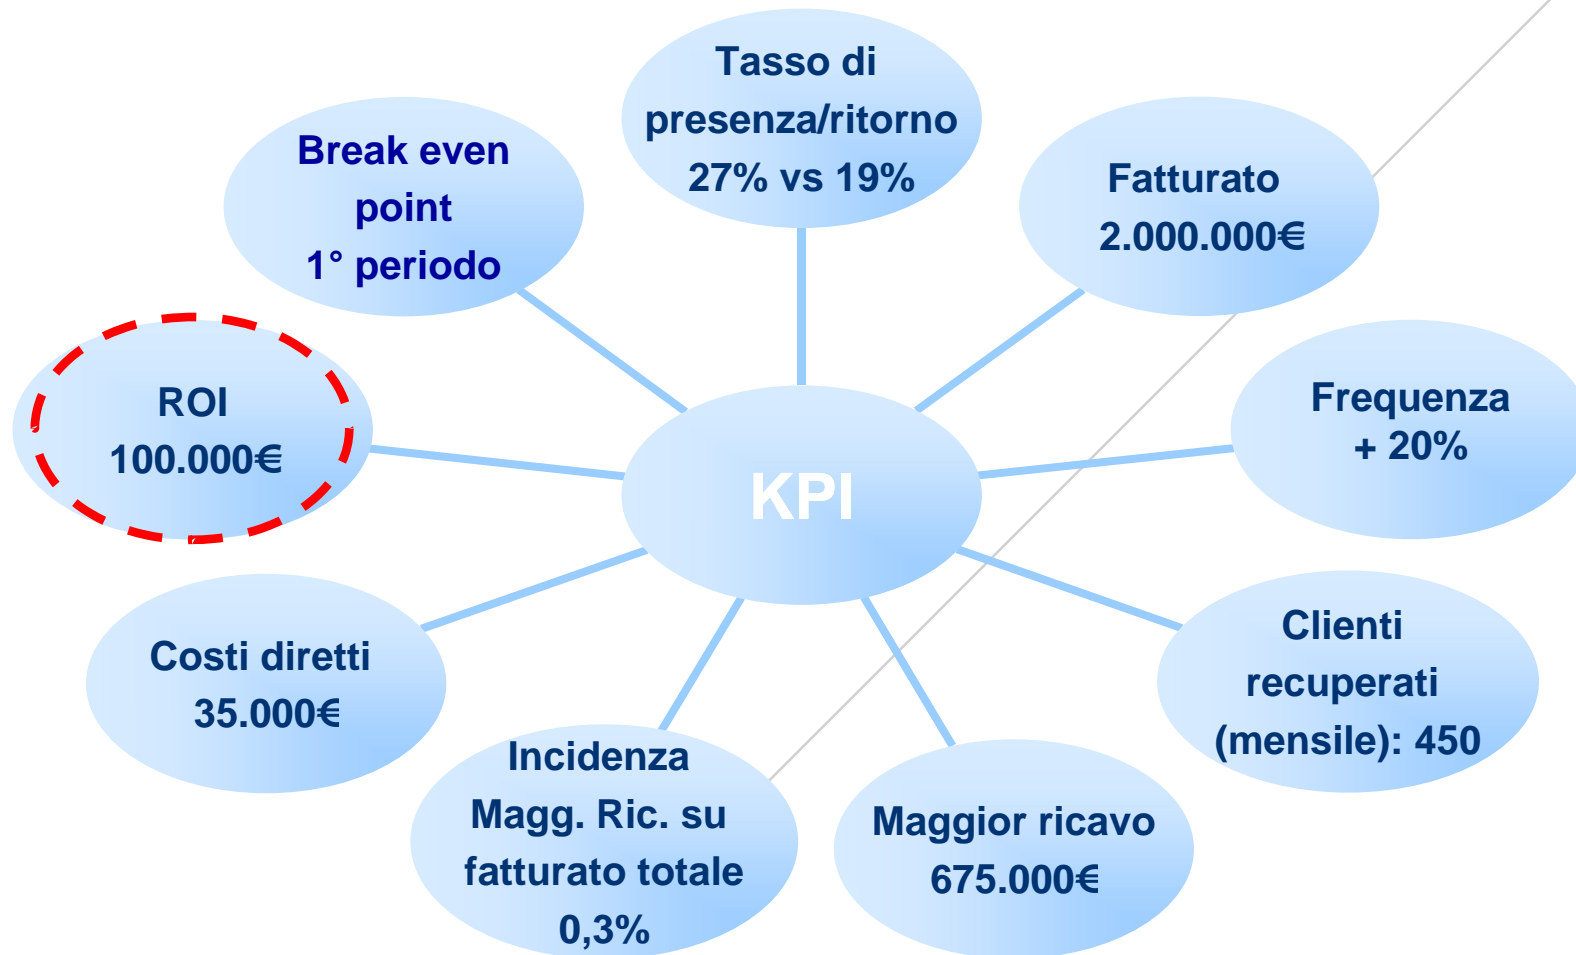 Tasso di
presenza/ritorno
27% vs 19%
Break even
point
1° periodo
Fatturato
2.000.000€
ROI
100.000€
Frequenza
+ 20%
KPI
Costi diretti
35.000€
Clienti
recuperati
(mensile): 450
Incidenza
Magg. Ric. su
fatturato totale
0,3%
Maggior ricavo
675.000€